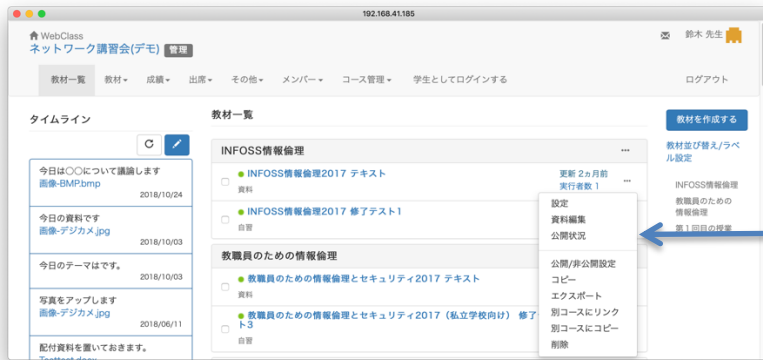 192.168.41.185
WebClass
ネットワーク講習会(デモ) 管理
鈴木 先生
教材一覧 教材 成績 出席 その他 メンバー コース管理 学生としてログインする ログアウト
タイムライン
今日は○○について議論します
画像-BMP.bmp
2018/10/24
今日の資料です
画像-デジカメ.jpg
2018/10/03
今日のテーマはです。
2018/10/03
写真をアップします
画像-デジカメ.jpg
2018/06/11
配付資料を置いておきます。
教材一覧
INFOSS情報倫理
INFOSS情報倫理2017 テキスト
資料
更新 2ヵ月前
実行者数 1
INFOSS情報倫理2017 修了テスト1
自習
教職員のための情報倫理
教職員のための情報倫理とセキュリティ2017 テキスト
資料
教職員のための情報倫理とセキュリティ2017（私立学校向け） 修了
ト3
自習
設定
資料編集
公開状況
公開/非公開設定
コピー
エクスポート
別コースにリンク
別コースにコピー
削除
教材を作成する
教材並び替え/ラベ
ル設定
INFOSS情報倫理
教職員のための
情報倫理
第1回目の授業